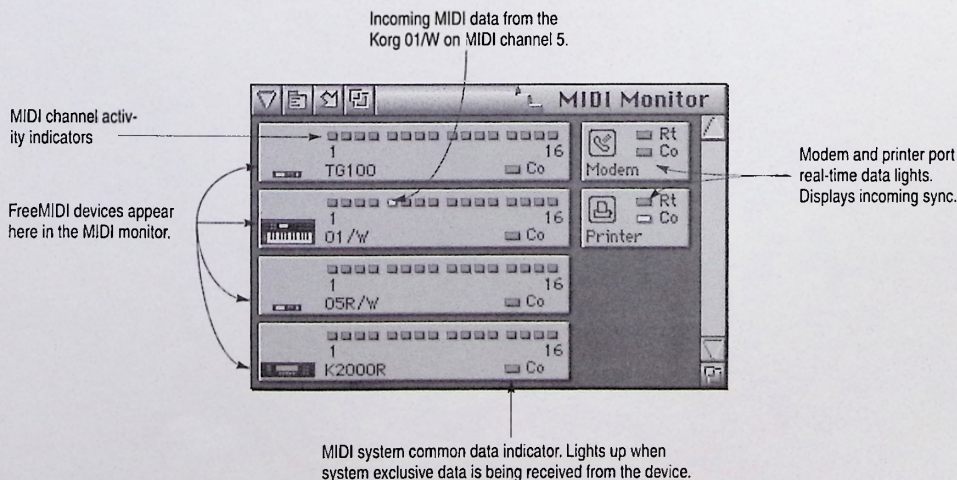 Incoming MIDI data from the
Korg 01/W on MIDI channel 5.
MIDI Monitor
MIDI channel activ-
ity indicators
1 16
TG100 Co
Rt
Co
Modem
Modem and printer port
real-time data lights.
Displays incoming sync.
FreeMIDI devices appear
here in the MIDI monitor.
1 16
01/W Co
Rt
Co
Printer
1 16
05R/W Co
1 16
K2000R Co
MIDI system common data indicator. Lights up when
system exclusive data is being received from the device.